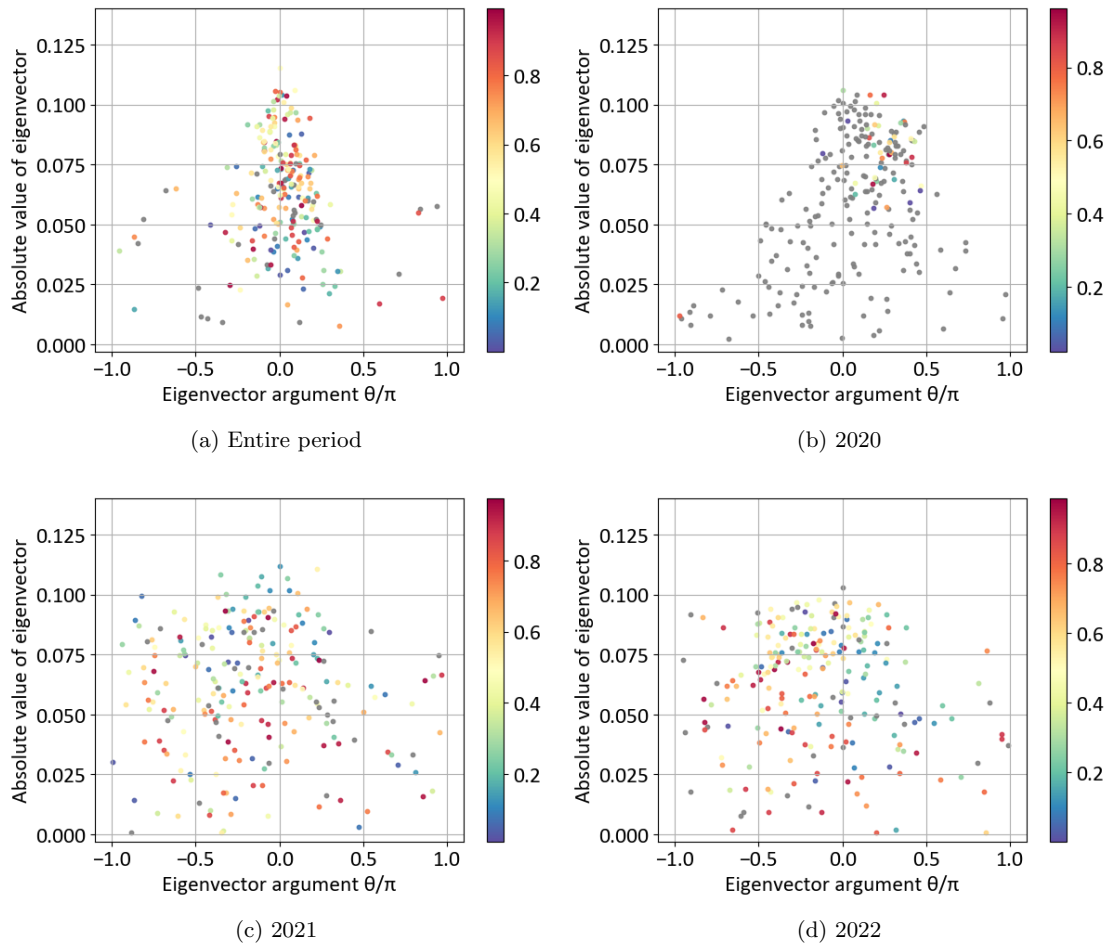 0.125
0.100
0.075
0.050
0.025
0.000
Absolute value of eigenvector
−1.0 −0.5 0.0 0.5 1.0
Eigenvector argument θ/π
0.8
0.6
0.4
0.2
(a) Entire period
0.125
0.100
0.075
0.050
0.025
0.000
Absolute value of eigenvector
−1.0 −0.5 0.0 0.5 1.0
Eigenvector argument θ/π
0.8
0.6
0.4
0.2
(b) 2020
0.125
0.100
0.075
0.050
0.025
0.000
Absolute value of eigenvector
−1.0 −0.5 0.0 0.5 1.0
Eigenvector argument θ/π
0.8
0.6
0.4
0.2
(c) 2021
0.125
0.100
0.075
0.050
0.025
0.000
Absolute value of eigenvector
−1.0 −0.5 0.0 0.5 1.0
Eigenvector argument θ/π
0.8
0.6
0.4
0.2
(d) 2022